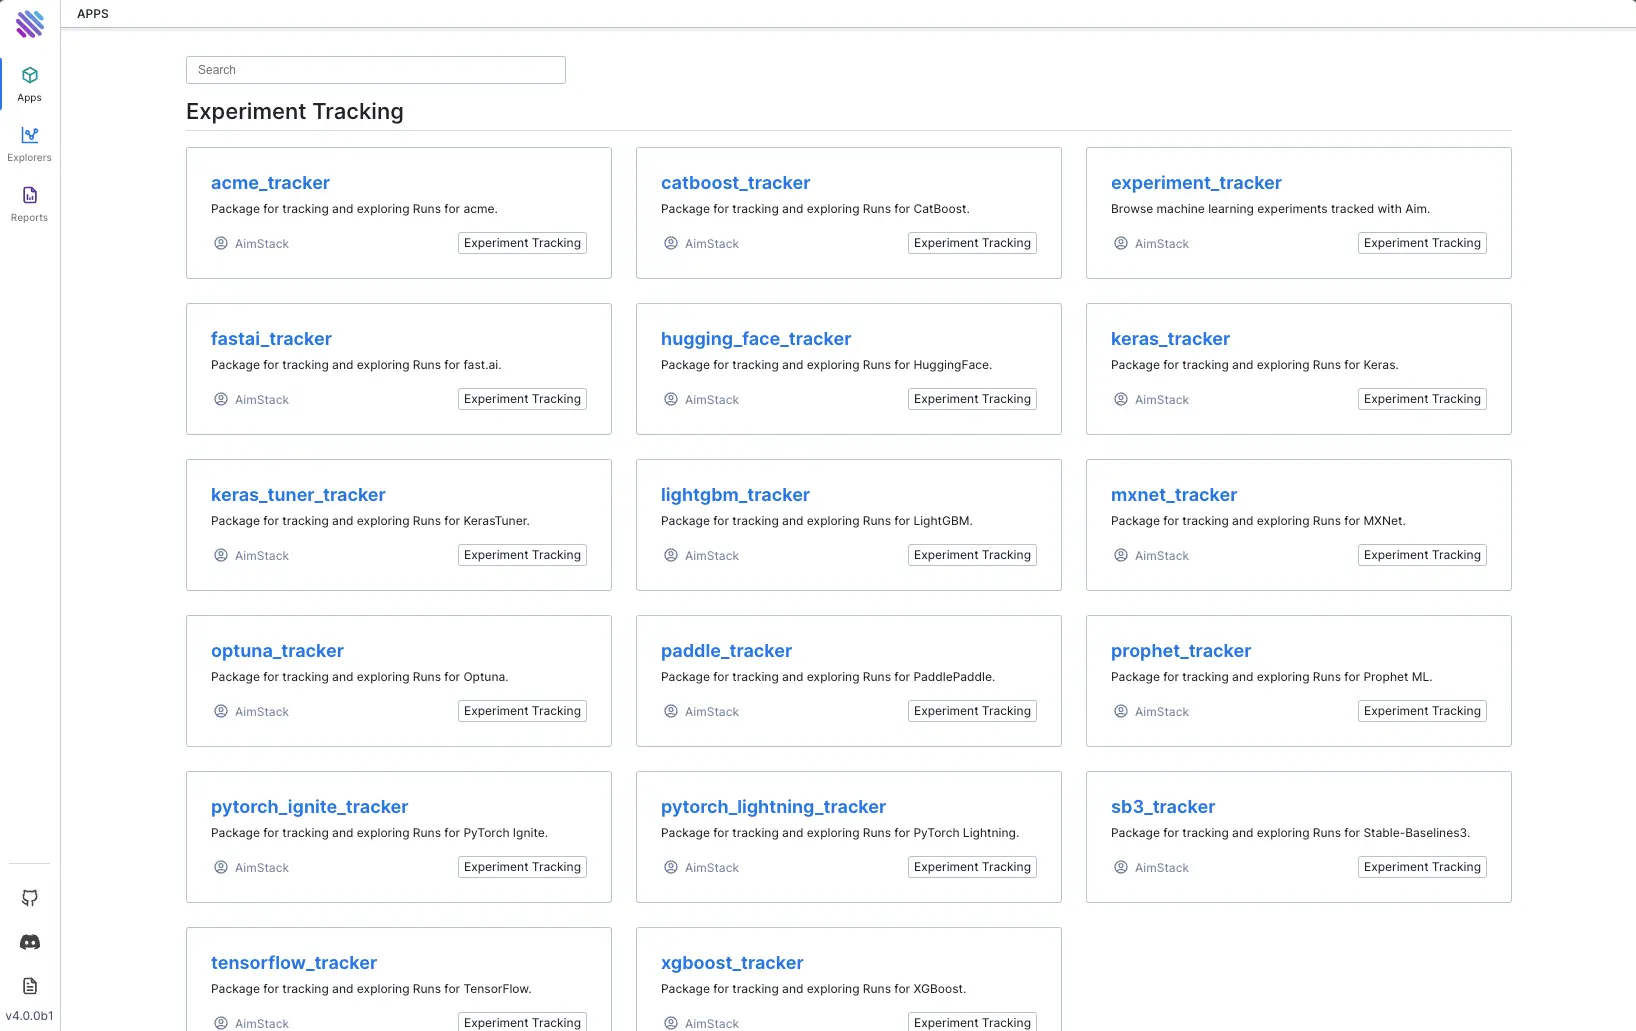 APPS
Apps
Explorers
Reports
v4.0.0b1
Search
Experiment Tracking
acme_tracker
Package for tracking and exploring Runs for acme.
AimStack
Experiment Tracking
catboost_tracker
Package for tracking and exploring Runs for CatBoost.
AimStack
Experiment Tracking
experiment_tracker
Browse machine learning experiments tracked with Aim.
AimStack
Experiment Tracking
fastai_tracker
Package for tracking and exploring Runs for fast.ai.
AimStack
Experiment Tracking
hugging_face_tracker
Package for tracking and exploring Runs for HuggingFace.
AimStack
Experiment Tracking
keras_tracker
Package for tracking and exploring Runs for Keras.
AimStack
Experiment Tracking
keras_tuner_tracker
Package for tracking and exploring Runs for KerasTuner.
AimStack
Experiment Tracking
lightgbm_tracker
Package for tracking and exploring Runs for LightGBM.
AimStack
Experiment Tracking
mxnet_tracker
Package for tracking and exploring Runs for MXNet.
AimStack
Experiment Tracking
optuna_tracker
Package for tracking and exploring Runs for Optuna.
AimStack
Experiment Tracking
paddle_tracker
Package for tracking and exploring Runs for PaddlePaddle.
AimStack
Experiment Tracking
prophet_tracker
Package for tracking and exploring Runs for Prophet ML.
AimStack
Experiment Tracking
pytorch_ignite_tracker
Package for tracking and exploring Runs for PyTorch Ignite.
AimStack
Experiment Tracking
pytorch_lightning_tracker
Package for tracking and exploring Runs for PyTorch Lightning.
AimStack
Experiment Tracking
sb3_tracker
Package for tracking and exploring Runs for Stable-Baselines3.
AimStack
Experiment Tracking
tensorflow_tracker
Package for tracking and exploring Runs for TensorFlow.
AimStack
Experiment Tracking
xgboost_tracker
Package for tracking and exploring Runs for XGBoost.
AimStack
Experiment Tracking